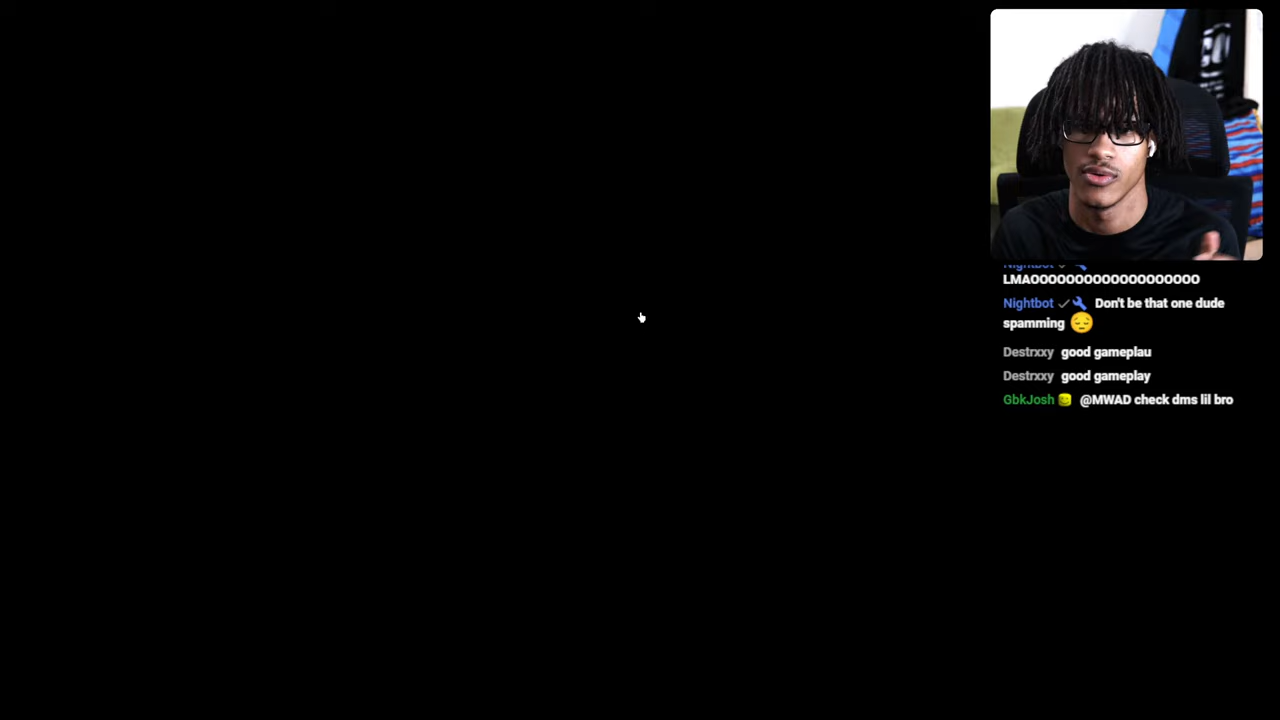 Nightbot
LMAOOOOOOOOOOOOOOOOOOO
Nightbot Don't be that one dude
spamming
Destrxxy good gameplau
Destrxxy good gameplay
GbkJosh @MWAD check dms lil bro